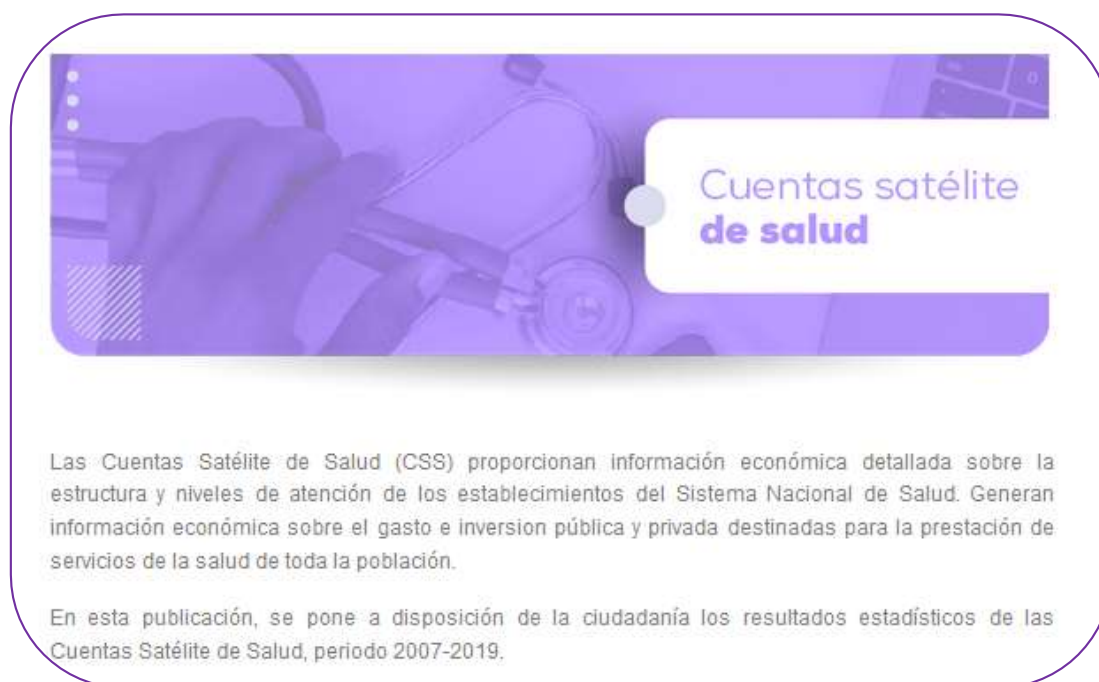 Cuentas satélite
de salud
Las Cuentas Satélite de Salud (CSS) proporcionan información económica detallada sobre la
estructura y niveles de atención de los establecimientos del Sistema Nacional de Salud. Generan
información económica sobre el gasto e inversion pública y privada destinadas para la prestación de
servicios de la salud de toda la población.
En esta publicación, se pone a disposición de la ciudadanía los resultados estadísticos de las
Cuentas Satélite de Salud, periodo 2007-2019.